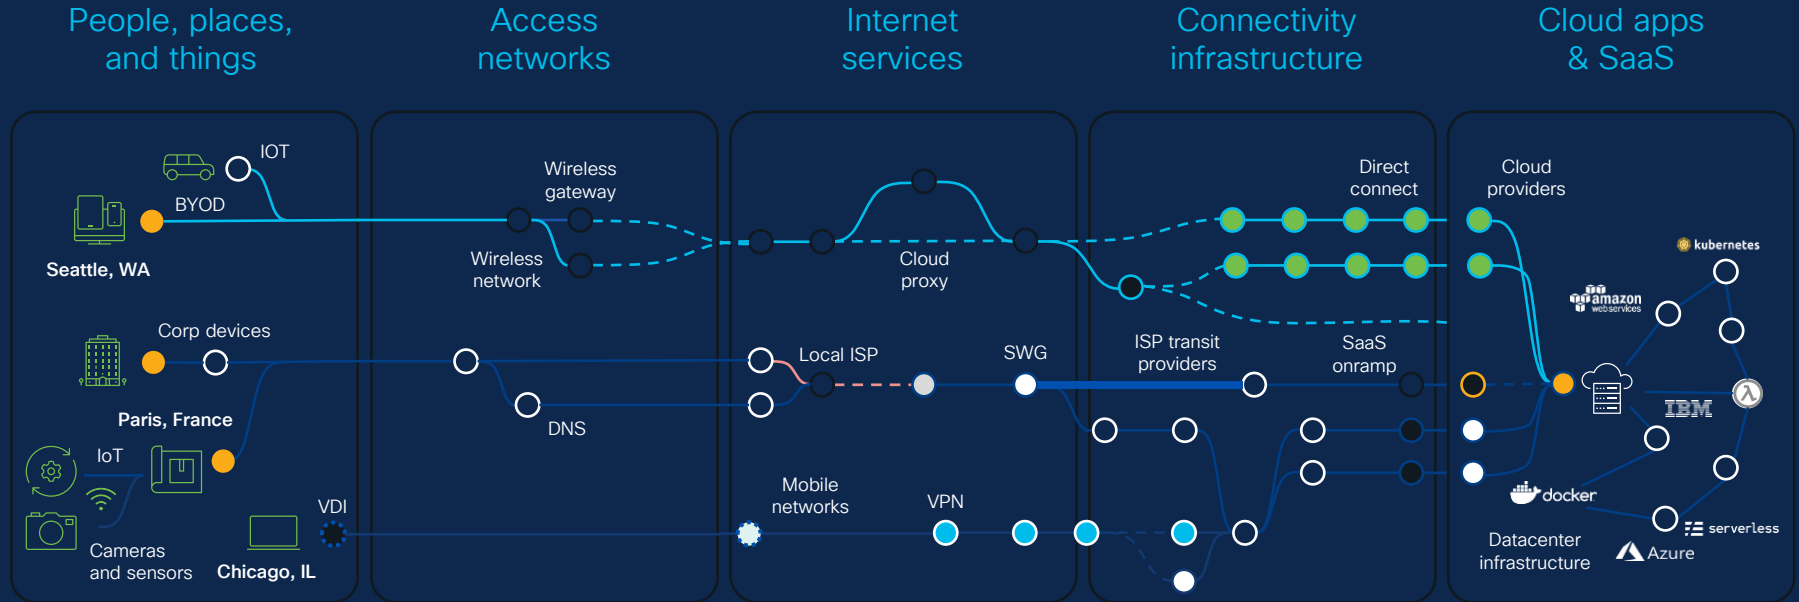 People, places,
and things
Access
networks
Internet
services
Connectivity
infrastructure
Cloud apps
& SaaS
IOT
BYOD
Seattle, WA
Corp devices
Paris, France
IoT
Cameras
and sensors
VDI
Chicago, IL
Wireless
gateway
Wireless
network
DNS
Cloud
proxy
Local ISP
SWG
Mobile
networks
VPN
Direct
connect
ISP transit
providers
SaaS
onramp
Cloud
providers
kubernetes
amazon
webservices
IBM
λ
docker
serverless
Datacenter
infrastructure
Azure